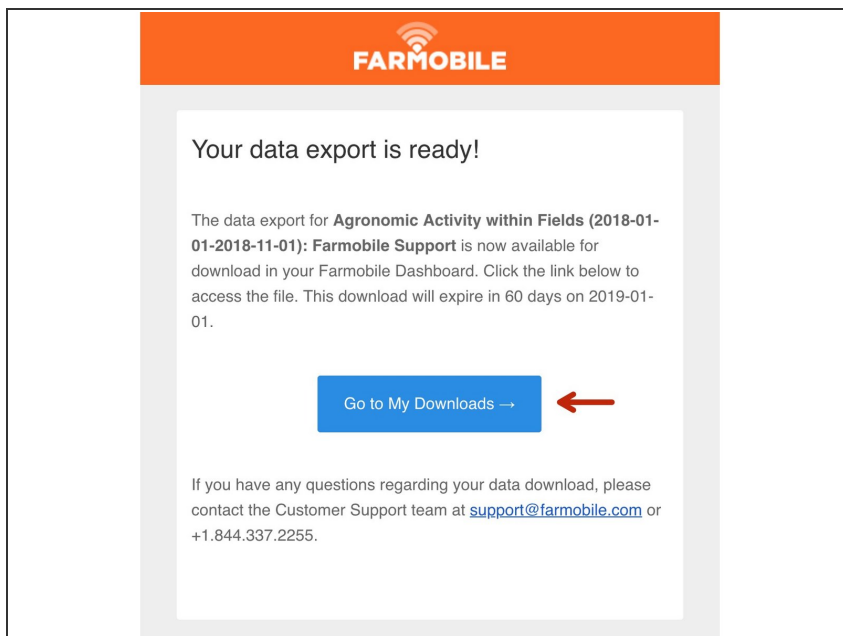 FARMOBILE
Your data export is ready!
The data export for Agronomic Activity within Fields (2018-01-
01-2018-11-01): Farmobile Support is now available for
download in your Farmobile Dashboard. Click the link below to
access the file. This download will expire in 60 days on 2019-01-
01.
Go to My Downloads →
If you have any questions regarding your data download, please
contact the Customer Support team at support@farmobile.com or
+1.844.337.2255.